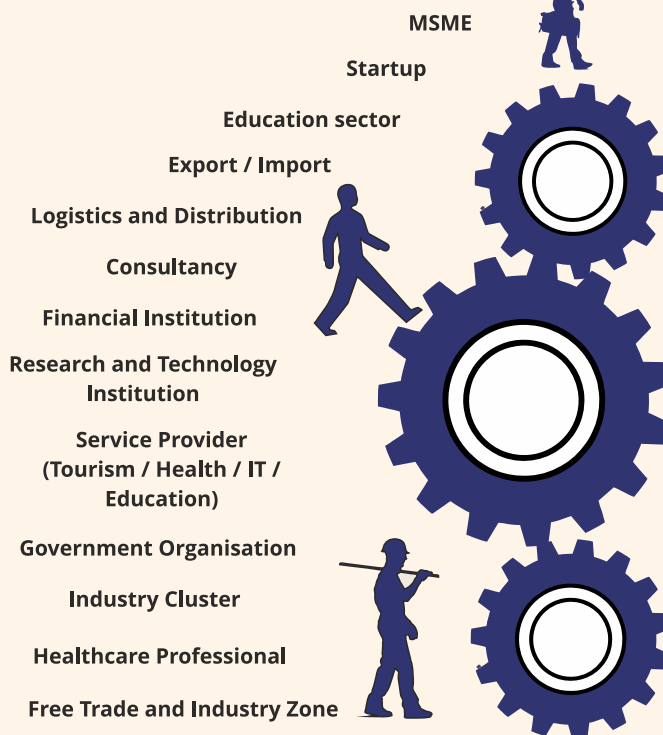 MSME
Startup
Education sector
Export / Import
Logistics and Distribution
Consultancy
Financial Institution
Research and Technology
Institution
Service Provider
(Tourism / Health / IT /
Education)
Government Organisation
Industry Cluster
Healthcare Professional
Free Trade and Industry Zone